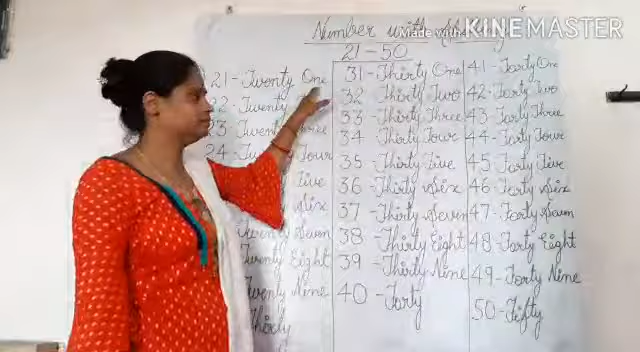 Number with
21-50
Made with KINEMASTER
21-Twenty One
22-Twenty
23-Twenty Three
24-Four
Five
Six
Twenty Seven
Twenty Eight
Twenty Nine
Thirty
31-Thirty One
32-Thirty Two
33-Thirty Three
34-Thirty Four
35-Thirty Five
36-Thirty Six
37-Thirty Seven
38-Thirty Eight
39-Thirty Nine
40-Forty
41-Forty One
42-Forty Two
43-Forty Three
44-Forty Four
45-Forty Five
46-Forty Six
47-Forty Seven
48-Forty Eight
49-Forty Nine
50-Fifty